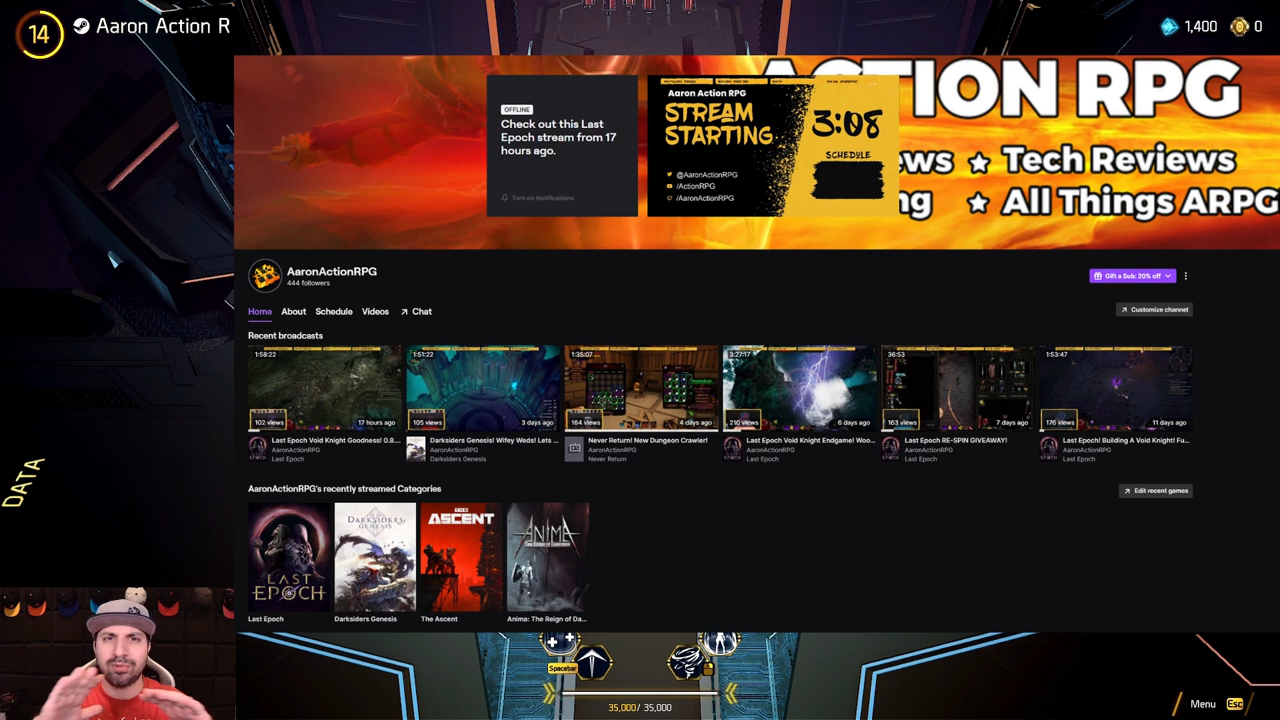 14
Aaron Action R
1,400
0
ACTION RPG
OFFLINE
Check out this Last
Epoch stream from 17
hours ago.
Turn on Notifications
Aaron Action RPG
STREAM
STARTING
3:08
SCHEDULE
@AaronActionRPG
/ActionRPG
/AaronActionRPG
ews ★ Tech Reviews
ng ★ All Things ARPG
AaronActionRPG
444 followers
Gift a Sub: 20% off
Home
About
Schedule
Videos
Chat
Customize channel
Recent broadcasts
1:58:22
1:51:22
1:35:07
3:27:17
36:53
1:53:47
102 views
17 hours ago
105 views
3 days ago
164 views
4 days ago
210 views
6 days ago
163 views
7 days ago
176 views
11 days ago
Last Epoch Void Knight Goodness! 0.8....
AaronActionRPG
Last Epoch
Darksiders Genesis! Wifey Weds! Lets ...
AaronActionRPG
Darksiders Genesis
Never Return! New Dungeon Crawler!
AaronActionRPG
Never Return
Last Epoch Void Knight Endgame! Woo...
AaronActionRPG
Last Epoch
Last Epoch RE-SPIN GIVEAWAY!
AaronActionRPG
Last Epoch
Last Epoch! Building A Void Knight! Fu...
AaronActionRPG
Last Epoch
DATA
AaronActionRPG's recently streamed Categories
Edit recent games
LAST
EPOCH
DARKSIDERS
GENESIS
THE
ASCENT
ANIMA
Last Epoch
Darksiders Genesis
The Ascent
Anima: The Reign of Da...
Spacebar
35,000/ 35,000
Menu
Esc